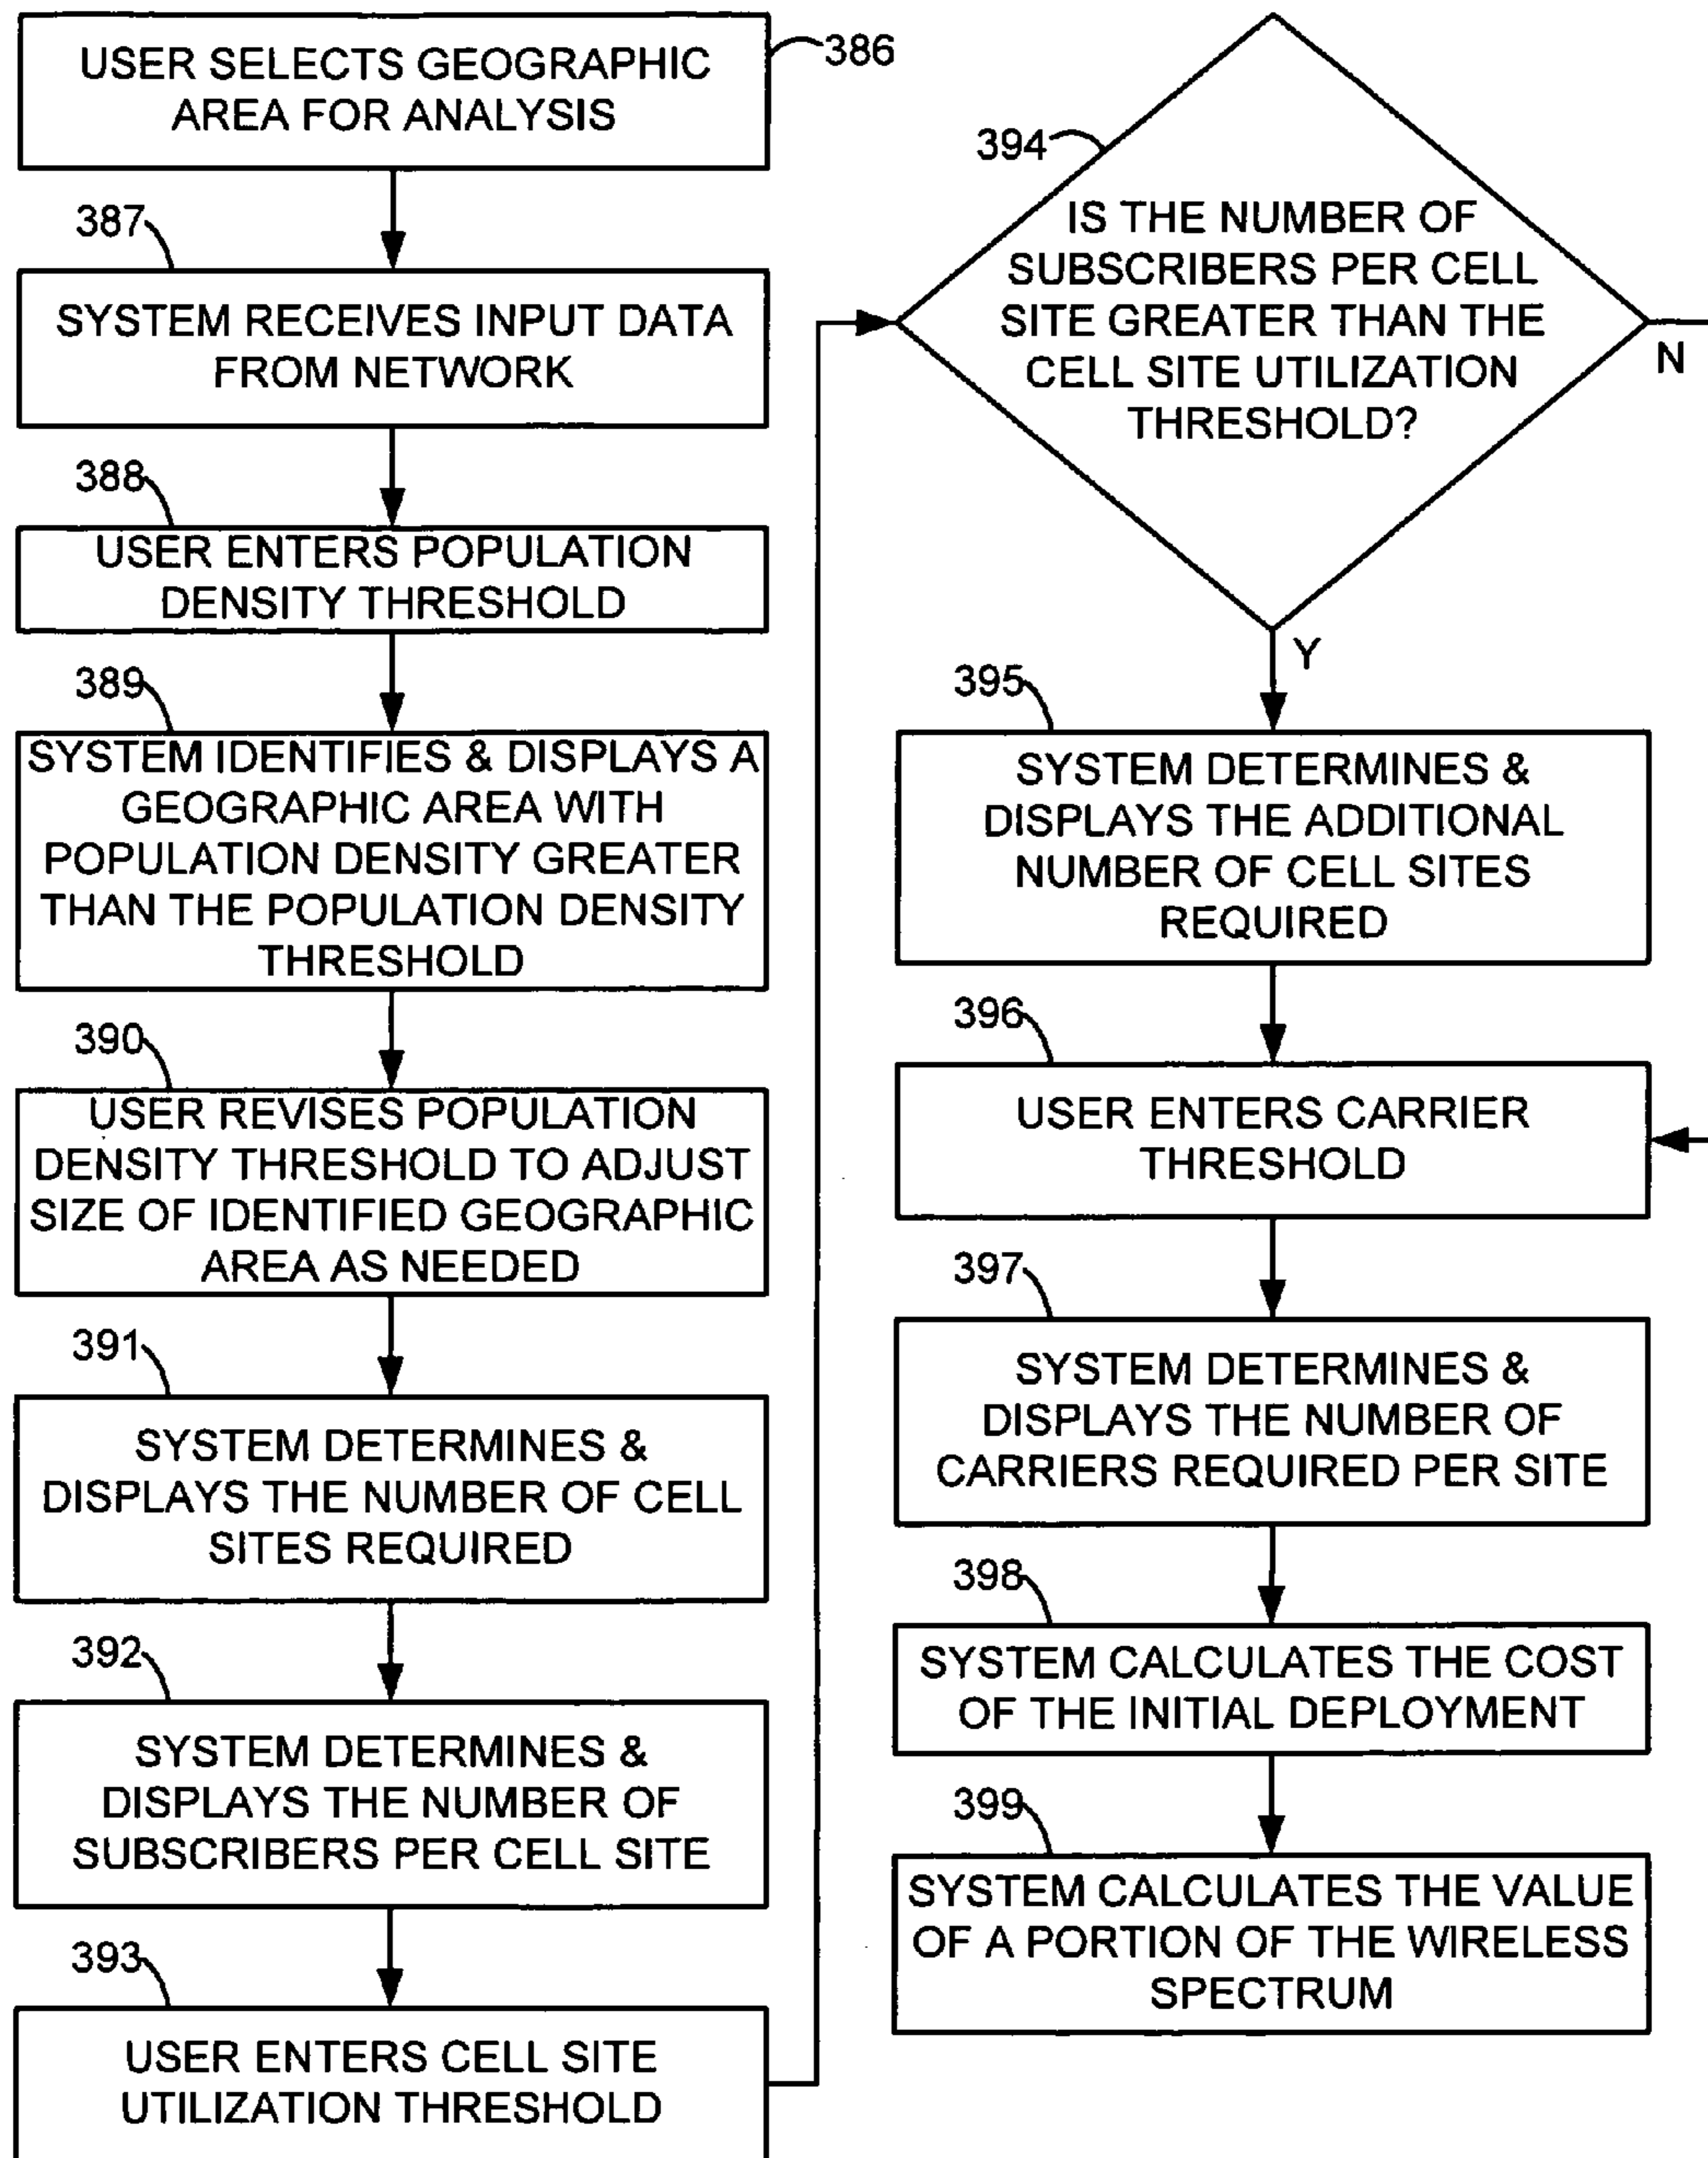 USER SELECTS GEOGRAPHIC
AREA FOR ANALYSIS
386
387
SYSTEM RECEIVES INPUT DATA
FROM NETWORK
388
USER ENTERS POPULATION
DENSITY THRESHOLD
389
SYSTEM IDENTIFIES & DISPLAYS A
GEOGRAPHIC AREA WITH
POPULATION DENSITY GREATER
THAN THE POPULATION DENSITY
THRESHOLD
390
USER REVISES POPULATION
DENSITY THRESHOLD TO ADJUST
SIZE OF IDENTIFIED GEOGRAPHIC
AREA AS NEEDED
391
SYSTEM DETERMINES &
DISPLAYS THE NUMBER OF CELL
SITES REQUIRED
392
SYSTEM DETERMINES &
DISPLAYS THE NUMBER OF
SUBSCRIBERS PER CELL SITE
393
USER ENTERS CELL SITE
UTILIZATION THRESHOLD
394
IS THE NUMBER OF
SUBSCRIBERS PER CELL
SITE GREATER THAN THE
CELL SITE UTILIZATION
THRESHOLD?
N
Y
395
SYSTEM DETERMINES &
DISPLAYS THE ADDITIONAL
NUMBER OF CELL SITES
REQUIRED
396
USER ENTERS CARRIER
THRESHOLD
397
SYSTEM DETERMINES &
DISPLAYS THE NUMBER OF
CARRIERS REQUIRED PER SITE
398
SYSTEM CALCULATES THE COST
OF THE INITIAL DEPLOYMENT
399
SYSTEM CALCULATES THE VALUE
OF A PORTION OF THE WIRELESS
SPECTRUM